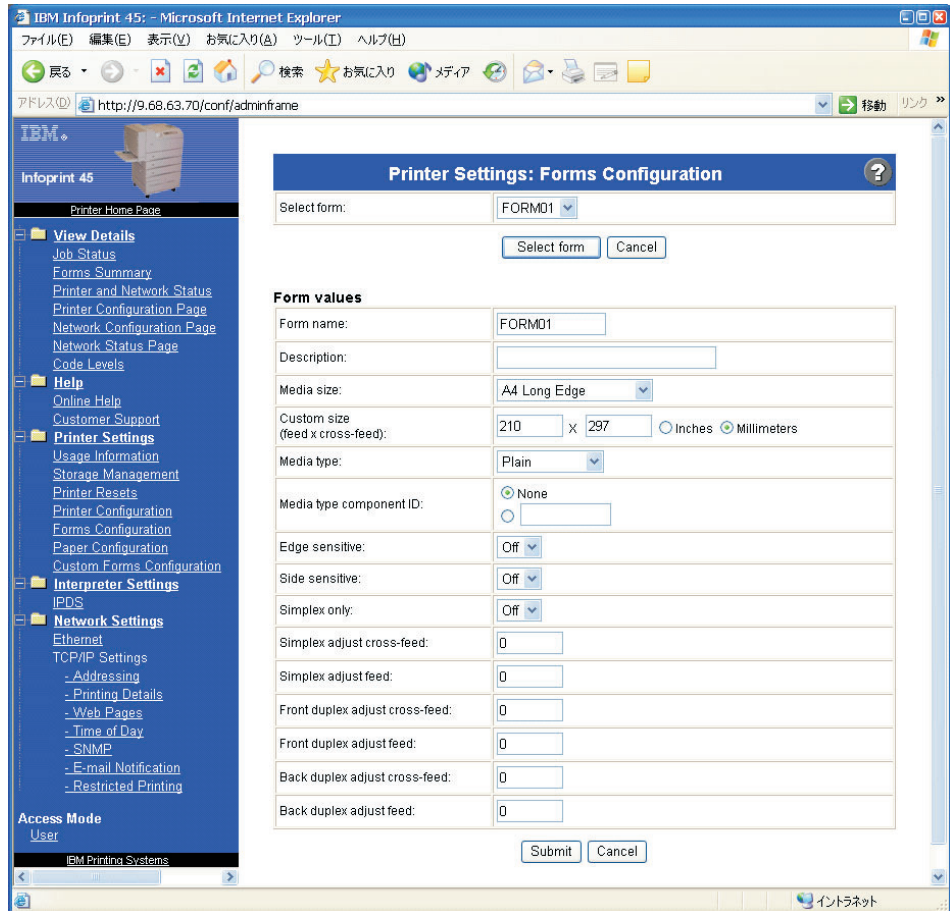 IBM Infoprint 45: - Microsoft Internet Explorer
ファイル(F) 編集(E) 表示(V) お気に入り(A) ツール(T) ヘルプ(H)
戻る 検索 お気に入り メディア
アドレス(D) http://9.68.63.70/conf/adminframe 移動 リンク »
IBM
Infoprint 45
Printer Home Page
View Details
Job Status
Forms Summary
Printer and Network Status
Printer Configuration Page
Network Configuration Page
Network Status Page
Code Levels
Help
Online Help
Customer Support
Printer Settings
Usage Information
Storage Management
Printer Resets
Printer Configuration
Forms Configuration
Paper Configuration
Custom Forms Configuration
Interpreter Settings
IPDS
Network Settings
Ethernet
TCP/IP Settings
- Addressing
- Printing Details
- Web Pages
- Time of Day
- SNMP
- E-mail Notification
- Restricted Printing
Access Mode
User
IBM Printing Systems
Printer Settings: Forms Configuration ?
Select form: FORM01
Select form Cancel
Form values
Form name: FORM01
Description:
Media size: A4 Long Edge
Custom size
(feed x cross-feed): 210 X 297 Inches Millimeters
Media type: Plain
Media type component ID: None
Edge sensitive: Off
Side sensitive: Off
Simplex only: Off
Simplex adjust cross-feed: 0
Simplex adjust feed: 0
Front duplex adjust cross-feed: 0
Front duplex adjust feed: 0
Back duplex adjust cross-feed: 0
Back duplex adjust feed: 0
Submit Cancel
イントラネット